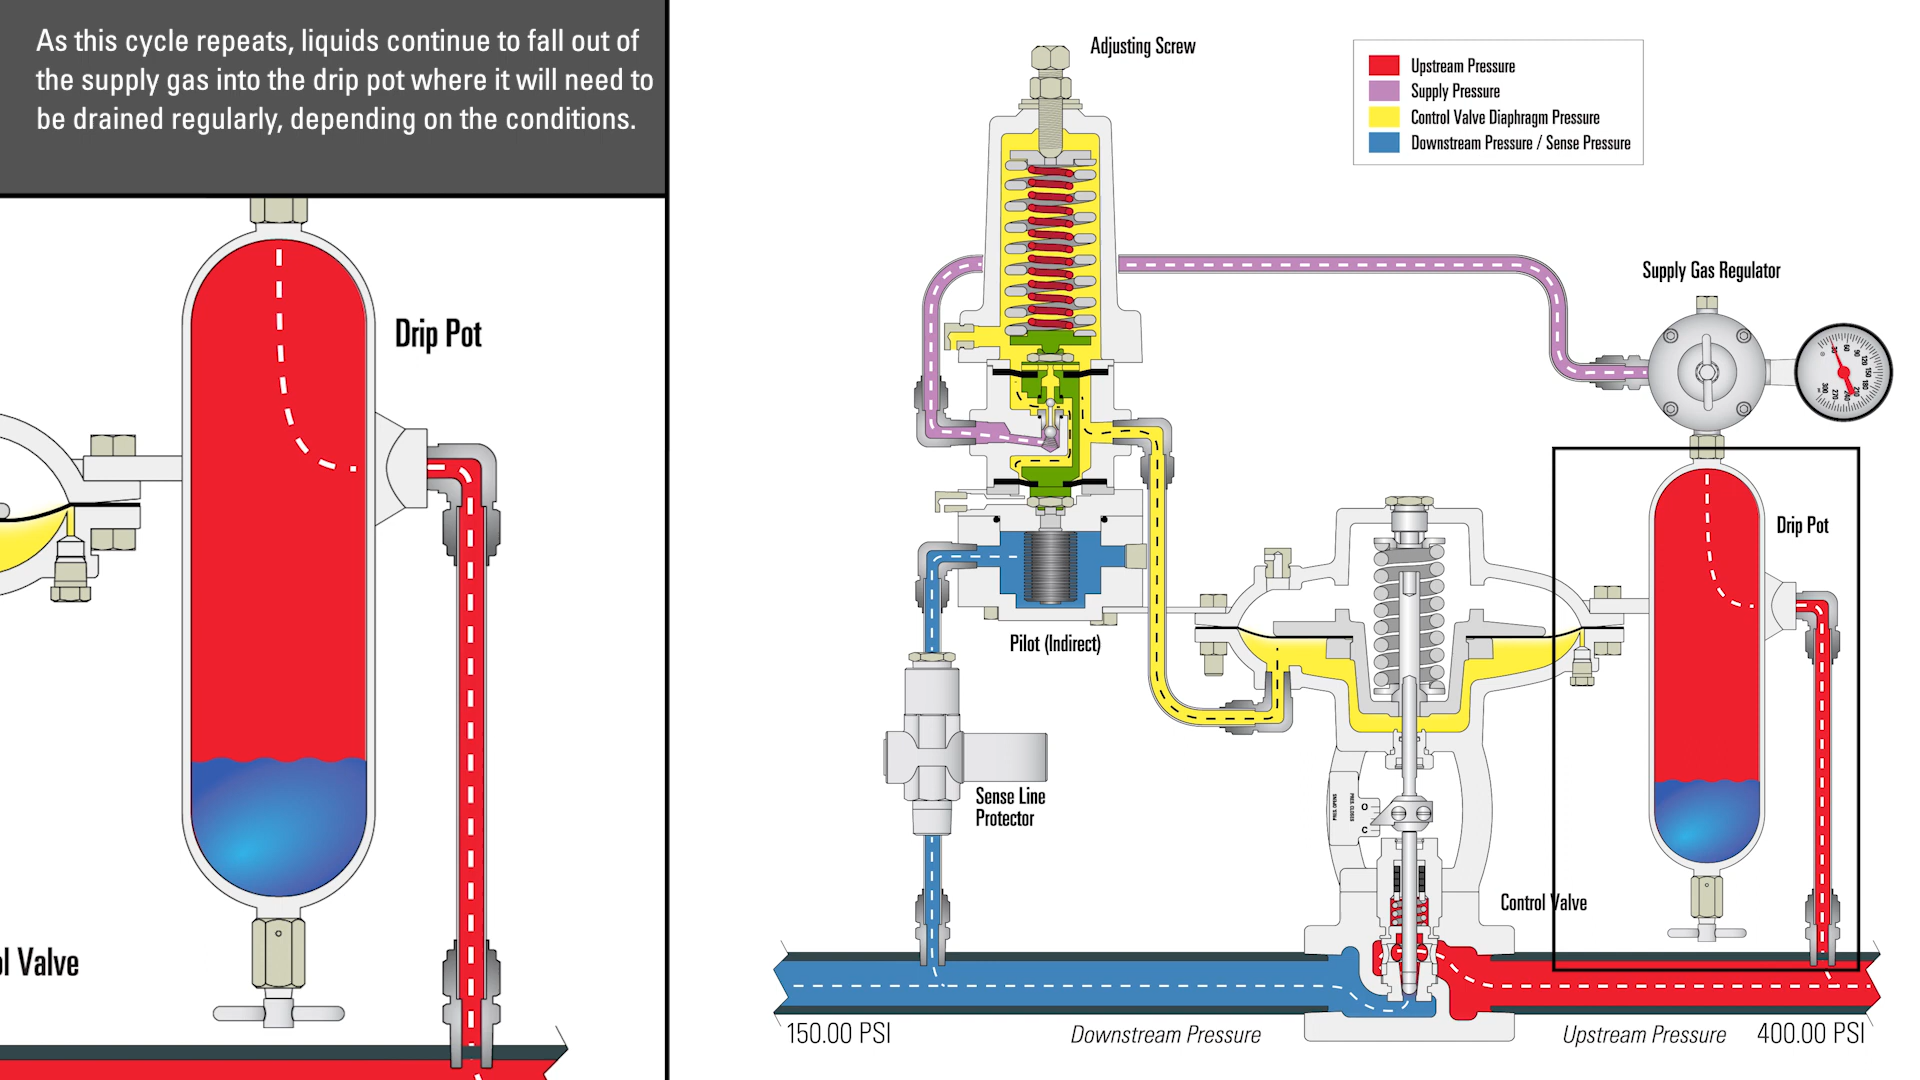 As this cycle repeats, liquids continue to fall out of
the supply gas into the drip pot where it will need to
be drained regularly, depending on the conditions.
Drip Pot
ol Valve
Adjusting Screw
Upstream Pressure
Supply Pressure
Control Valve Diaphragm Pressure
Downstream Pressure / Sense Pressure
Supply Gas Regulator
Drip Pot
Pilot (Indirect)
Sense Line
Protector
O
C
Control Valve
150.00 PSI
Downstream Pressure
Upstream Pressure
400.00 PSI